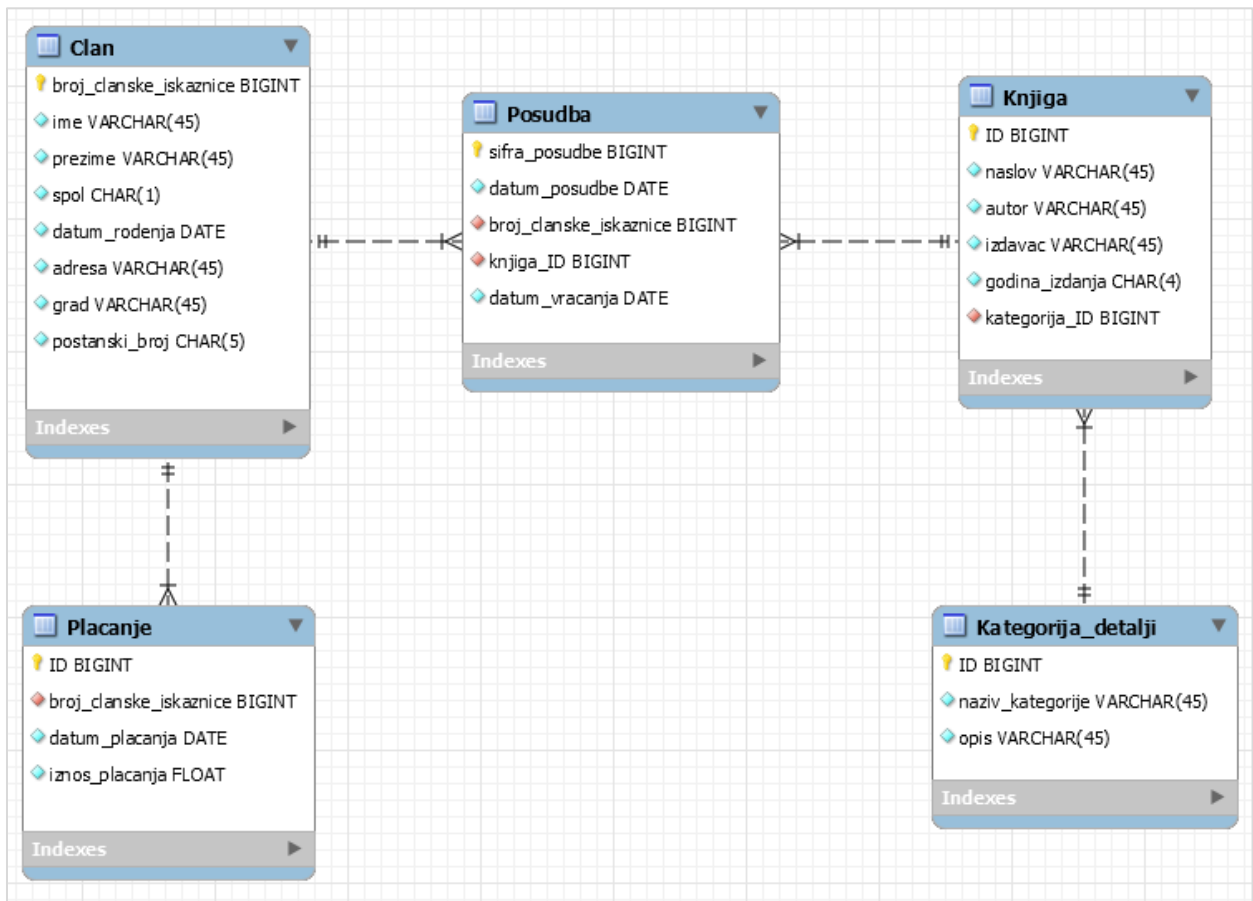 Clan
broj_clanske_iskaznice BIGINT
ime VARCHAR(45)
prezime VARCHAR(45)
spol CHAR(1)
datum_rodenja DATE
adresa VARCHAR(45)
grad VARCHAR(45)
postanski_broj CHAR(5)
Indexes
Posudba
sifra_posudbe BIGINT
datum_posudbe DATE
broj_clanske_iskaznice BIGINT
knjiga_ID BIGINT
datum_vracanja DATE
Indexes
Knjiga
ID BIGINT
naslov VARCHAR(45)
autor VARCHAR(45)
izdavac VARCHAR(45)
godina_izdanja CHAR(4)
kategorija_ID BIGINT
Indexes
Placanje
ID BIGINT
broj_clanske_iskaznice BIGINT
datum_placanja DATE
iznos_placanja FLOAT
Indexes
Kategorija_detalji
ID BIGINT
naziv_kategorije VARCHAR(45)
opis VARCHAR(45)
Indexes